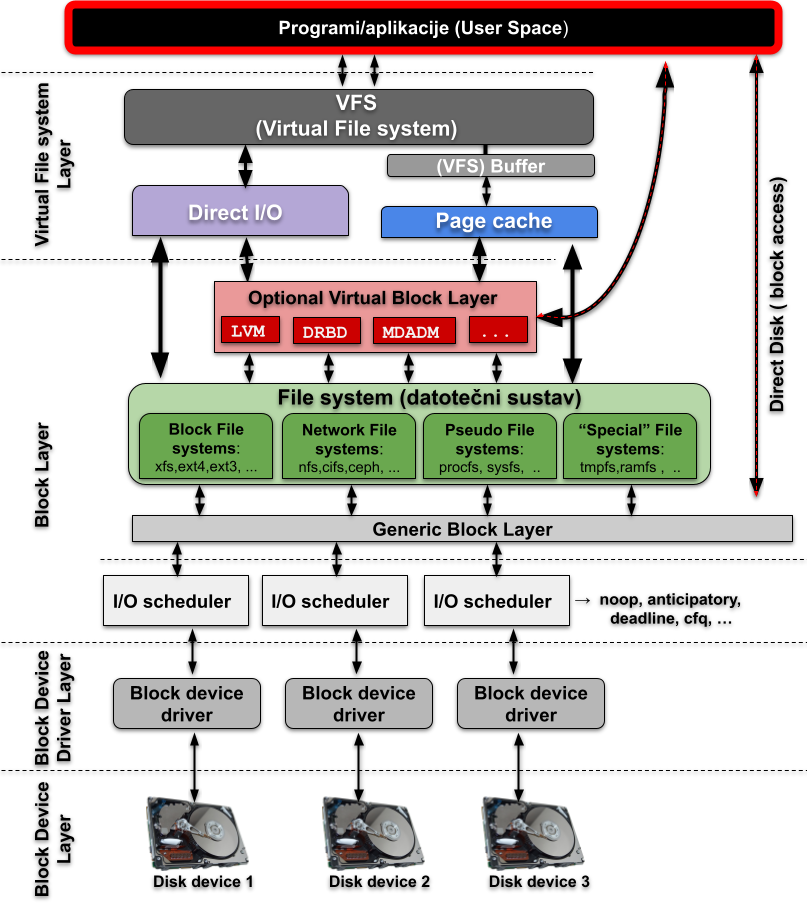 Programi/aplikacije (User Space)
Virtual File system
Layer
VFS
(Virtual File system)
(VFS) Buffer
Direct I/O
Page cache
Direct Disk ( block access)
Optional Virtual Block Layer
LVM
DRBD
MDADM
...
Block Layer
File system (datotečni sustav)
Block File
systems:
xfs,ext4,ext3, ...
Network File
systems:
nfs,cifs,ceph, ...
Pseudo File
systems:
procfs, sysfs, ..
“Special” File
systems:
tmpfs,ramfs , ..
Generic Block Layer
I/O scheduler
I/O scheduler
I/O scheduler
→ noop, anticipatory,
deadline, cfq, ...
Block Device
Driver Layer
Block device
driver
Block device
driver
Block device
driver
Block Device
Layer
Disk device 1
Disk device 2
Disk device 3